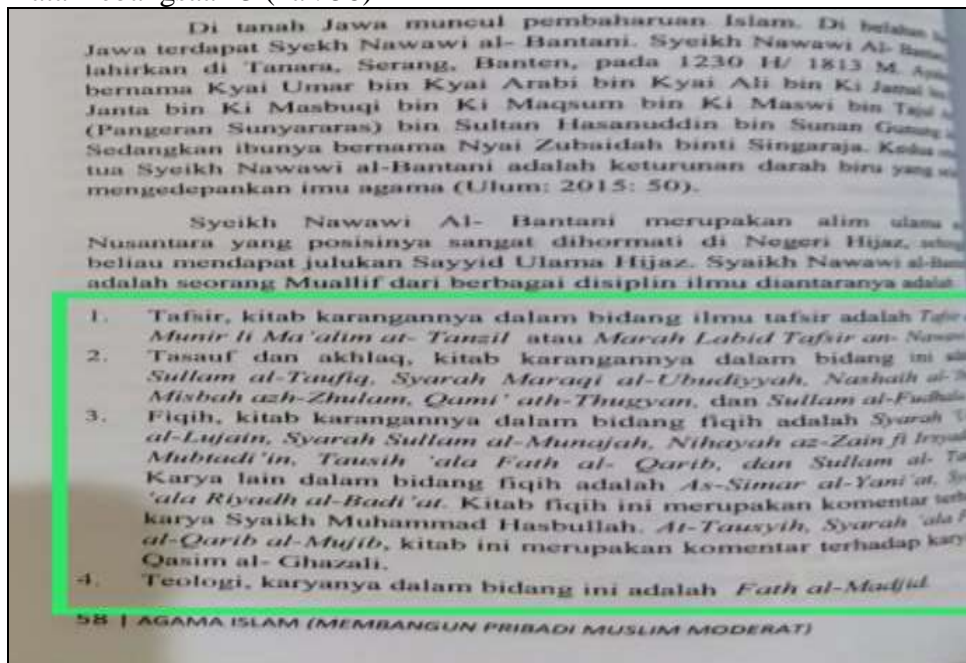 Di tanah Jawa muncul pembaharuan Islam. Di
Jawa terdapat Syekh Nawawi al- Bantani. Syeikh Nawawi Al-
lahirkan di Tanara, Serang, Banten, pada 1230 H/ 1813 M.
bernama Kyai Umar bin Kyai Arabi bin Kyai Ali bin Ki Jamad
Janta bin Ki Masbuqi bin Ki Maqsum bin Ki Maswi bin Tajul
(Pangeran Sunyararas) bin Sultan Hasanuddin bin Sunan Gunung
Sedangkan ibunya bernama Nyai Zubaidah binti Singaraja. Kedua
tua Syeikh Nawawi al-Bantani adalah keturunan darah biru yang
mengedepankan imu agama (Ulum: 2015: 50).
Syeikh Nawawi Al- Bantani merupakan alim ulama
Nusantara yang posisinya sangat dihormati di Negeri Hijaz,
beliau mendapat julukan Sayyid Ulama Hijaz. Syaikh Nawawi
adalah seorang Muallif dari berbagai disiplin ilmu diantaranya adalah
1. Tafsir, kitab karangannya dalam bidang ilmu tafsir adalah Tafsir
Munir li Ma'alim at- Tanzil atau Marah Labid Tafsir an-
2. Tasauf dan akhlaq, kitab karangannya dalam bidang ini
Sullam al-Taufiq, Syarah Maraqi al-Ubudiyyah, Nashaih
Misbah azh-Zhulam, Qami' ath-Thugyan, dan Sullam
3. Fiqih, kitab karangannya dalam bidang fiqih adalah Syarah
al-Lujain, Syarah Sullam al-Munajah, Nihayah az-Zain fi
Mubtadi'in, Tausih 'ala Fath al- Qarib, dan Sullam al-
Karya lain dalam bidang fiqih adalah As-Simar al-Yani'at,
'ala Riyadh al-Badi'at. Kitab fiqih ini merupakan komentar
karya Syaikh Muhammad Hasbullah. At-Tausyih, Syarah 'ala
al-Qarib al-Mujib, kitab ini merupakan komentar terhadap
Qasim al- Ghazali.
4. Teologi, karyanya dalam bidang ini adalah Fath al-Madjid.
58 | AGAMA ISLAM (MEMBANGUN PRIBADI MUSLIM MODERAT)